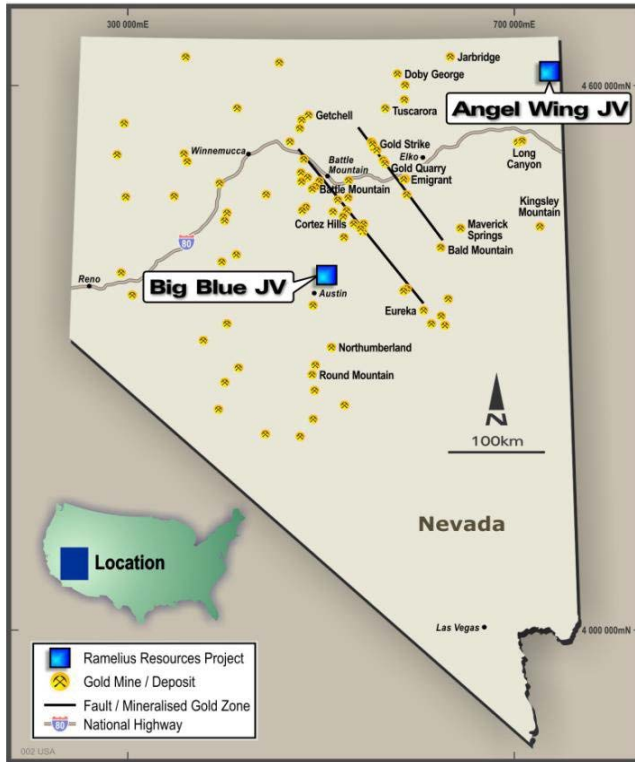 300 000mE
700 000mE
Jarbridge
Doby George
4 600 000mN
Angel Wing JV
Tuscarora
Getchell
Gold Strike
Winnemucca
Battle
Mountain
Elko
Gold Quarry
Long
Canyon
Emigrant
Battle Mountain
Kingsley
Mountain
Cortez Hills
Maverick
Springs
Bald Mountain
80
Reno
Big Blue JV
Austin
Eureka
Northumberland
Round Mountain
N
100km
Nevada
Location
Las Vegas
4 000 000mN
Ramelius Resources Project
Gold Mine / Deposit
Fault / Mineralised Gold Zone
80
National Highway
002 USA